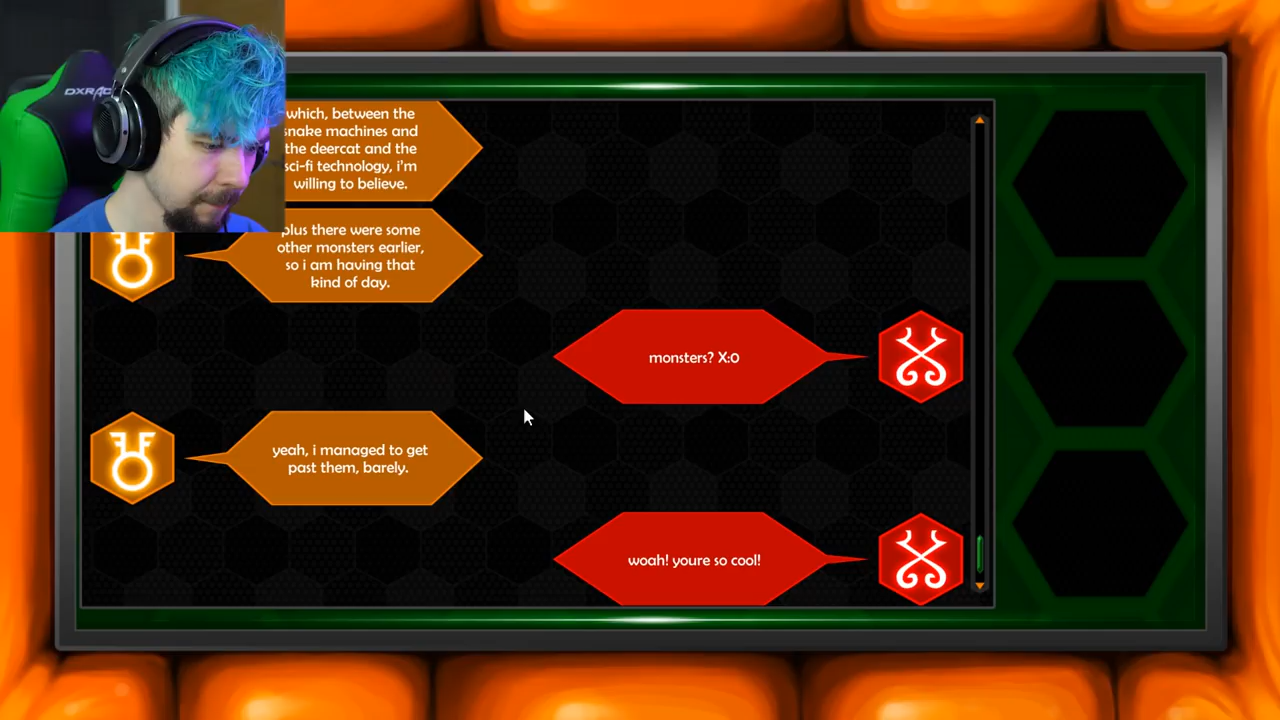 DXRAC
which, between the
snake machines and
the deercat and the
sci-fi technology, i'm
willing to believe.
plus there were some
other monsters earlier,
so i am having that
kind of day.
monsters? X:0
yeah, i managed to get
past them, barely.
woah! youre so cool!